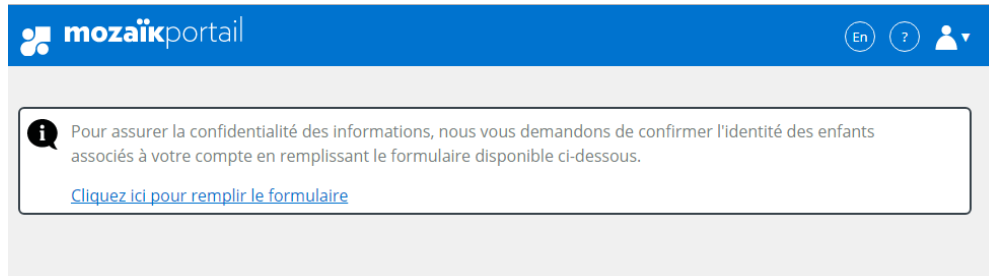 mozaïkportail
En ?
Pour assurer la confidentialité des informations, nous vous demandons de confirmer l'identité des enfants
associés à votre compte en remplissant le formulaire disponible ci-dessous.
Cliquez ici pour remplir le formulaire